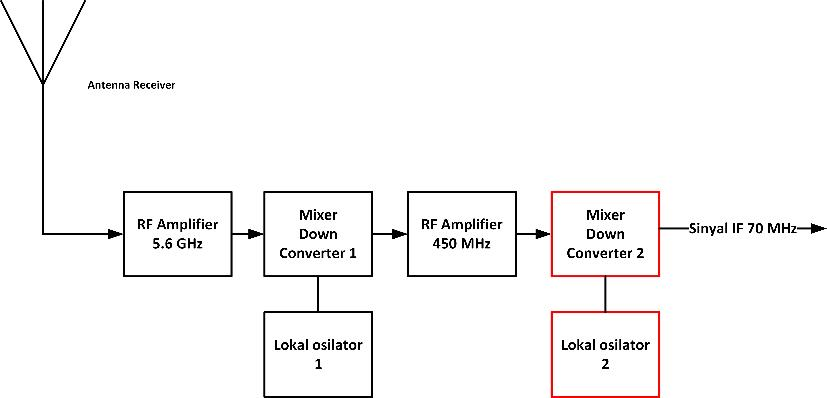 Antenna Receiver
RF Amplifier
5.6 GHz
Mixer
Down
Converter 1
RF Amplifier
450 MHz
Mixer
Down
Converter 2
Sinyal IF 70 MHz
Lokal osilator
1
Lokal osilator
2